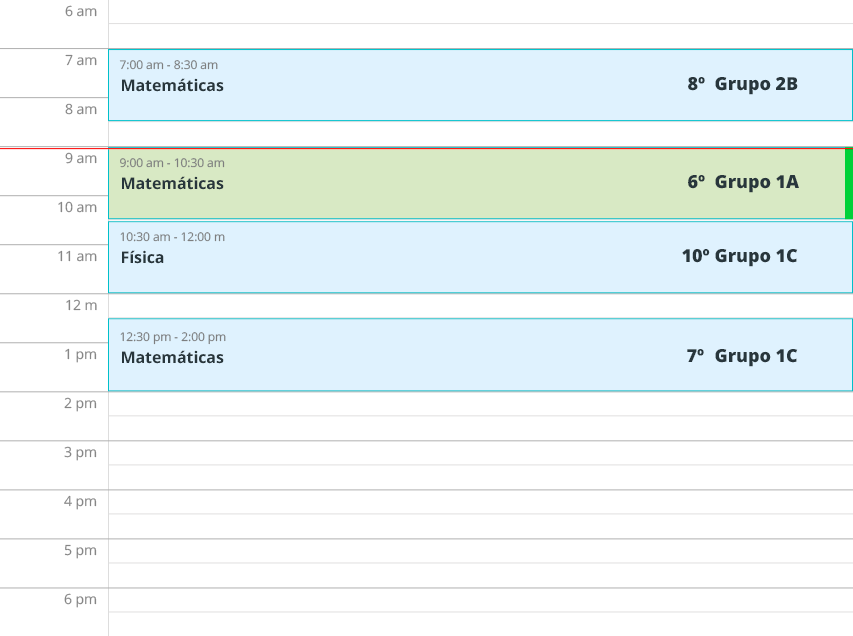 6 am
7 am
7:00 am - 8:30 am
Matemáticas
8º Grupo 2B
8 am
9 am
9:00 am - 10:30 am
Matemáticas
6º Grupo 1A
10 am
10:30 am - 12:00 m
Física
10º Grupo 1C
11 am
12 m
12:30 pm - 2:00 pm
Matemáticas
7º Grupo 1C
1 pm
2 pm
3 pm
4 pm
5 pm
6 pm